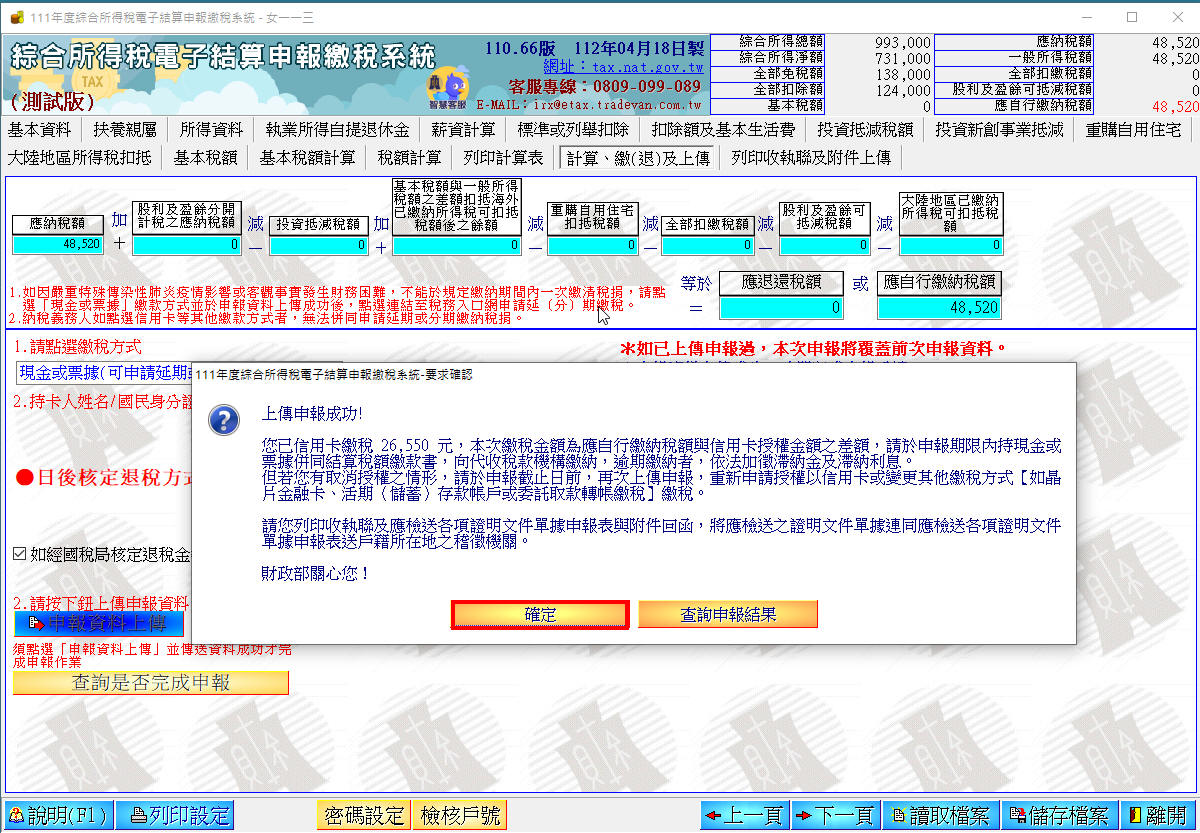 111年度綜合所得稅電子結算申報繳稅系統 - 女一一三
綜合所得稅電子結算申報繳稅系統
TAX
(測試版)
智慧客服
110.66版 112年04月18日製
網址：tax.nat.gov.tw
客服專線：0809-099-089
E-MAIL：irx@etax.tradevan.com.tw
綜合所得總額 993,000 應納稅額 48,520
綜合所得淨額 731,000 一般所得稅額 48,520
全部免稅額 138,000 全部扣繳稅額 0
全部扣除額 124,000 股利及盈餘可抵減稅額 0
基本稅額 0 應自行繳納稅額 48,520
基本資料 扶養親屬 所得資料 執業所得自提退休金 薪資計算 標準或列舉扣除 扣除額及基本生活費 投資抵減稅額 投資新創事業抵減 重購自用住宅
大陸地區所得稅扣抵 基本稅額 基本稅額計算 稅額計算 列印計算表 計算、繳(退)及上傳 列印收執聯及附件上傳
應納稅額
48,520
加
＋
股利及盈餘分開
計稅之應納稅額
0
減
－
投資抵減稅額
0
加
＋
基本稅額與一般所得
稅額之差額扣抵海外
已繳納所得稅可扣抵
稅額後之餘額
0
減
－
重購自用住宅
扣抵稅額
0
減
－
全部扣繳稅額
0
減
－
股利及盈餘可
抵減稅額
0
減
－
大陸地區已繳納
所得稅可扣抵稅
額
0
等於
＝
應退還稅額
0
或
應自行繳納稅額
48,520
1.如因嚴重特殊傳染性肺炎疫情影響或客觀事實發生財務困難，不能於規定繳納期間內一次繳清稅捐，請點
選「現金或票據」繳款方式並於申報資料上傳成功後，點選連結至稅務入口網申請延（分）期繳稅。
2.納稅義務人如點選信用卡等其他繳款方式者，無法併同申請延期或分期繳納稅捐。
1.請點選繳稅方式
＊如已上傳申報過，本次申報將覆蓋前次申報資料。
現金或票據(可申請延期或
2.持卡人姓名/國民身分證
●日後核定退稅方式
☑如經國稅局核定退稅金
2.請按下鈕上傳申報資料
申報資料上傳
須點選「申報資料上傳」並傳送資料成功才完
成申報作業
查詢是否完成申報
111年度綜合所得稅電子結算申報繳稅系統-要求確認
?
上傳申報成功!
您已信用卡繳稅 26,550 元，本次繳稅金額為應自行繳納稅額與信用卡授權金額之差額，請於申報期限內持現金或
票據併同結算稅額繳款書，向代收稅款機構繳納，逾期繳納者，依法加徵滯納金及滯納利息。
但若您有取消授權之情形，請於申報截止日前，再次上傳申報，重新申請授權以信用卡或變更其他繳稅方式【如晶
片金融卡、活期（儲蓄）存款帳戶或委託取款轉帳繳稅】繳稅。
請您列印收執聯及應檢送各項證明文件單據申報表與附件回函，將應檢送之證明文件單據連同應檢送各項證明文件
單據申報表送戶籍所在地之稽徵機關。
財政部關心您！
確定 查詢申報結果
說明(F1) 列印設定 密碼設定 檢核戶號 上一頁 下一頁 讀取檔案 儲存檔案 離開